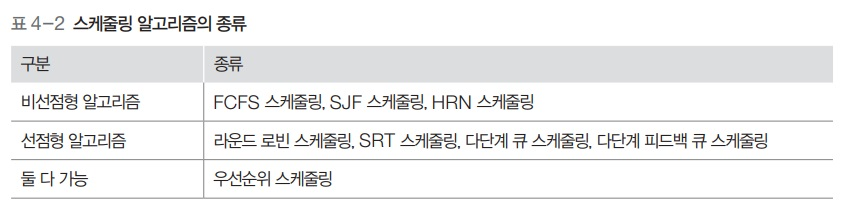 표 4-2 스케줄링 알고리즘의 종류
구분 종류
비선점형 알고리즘 FCFS 스케줄링, SJF 스케줄링, HRN 스케줄링
선점형 알고리즘 라운드 로빈 스케줄링, SRT 스케줄링, 다단계 큐 스케줄링, 다단계 피드백 큐 스케줄링
둘 다 가능 우선순위 스케줄링